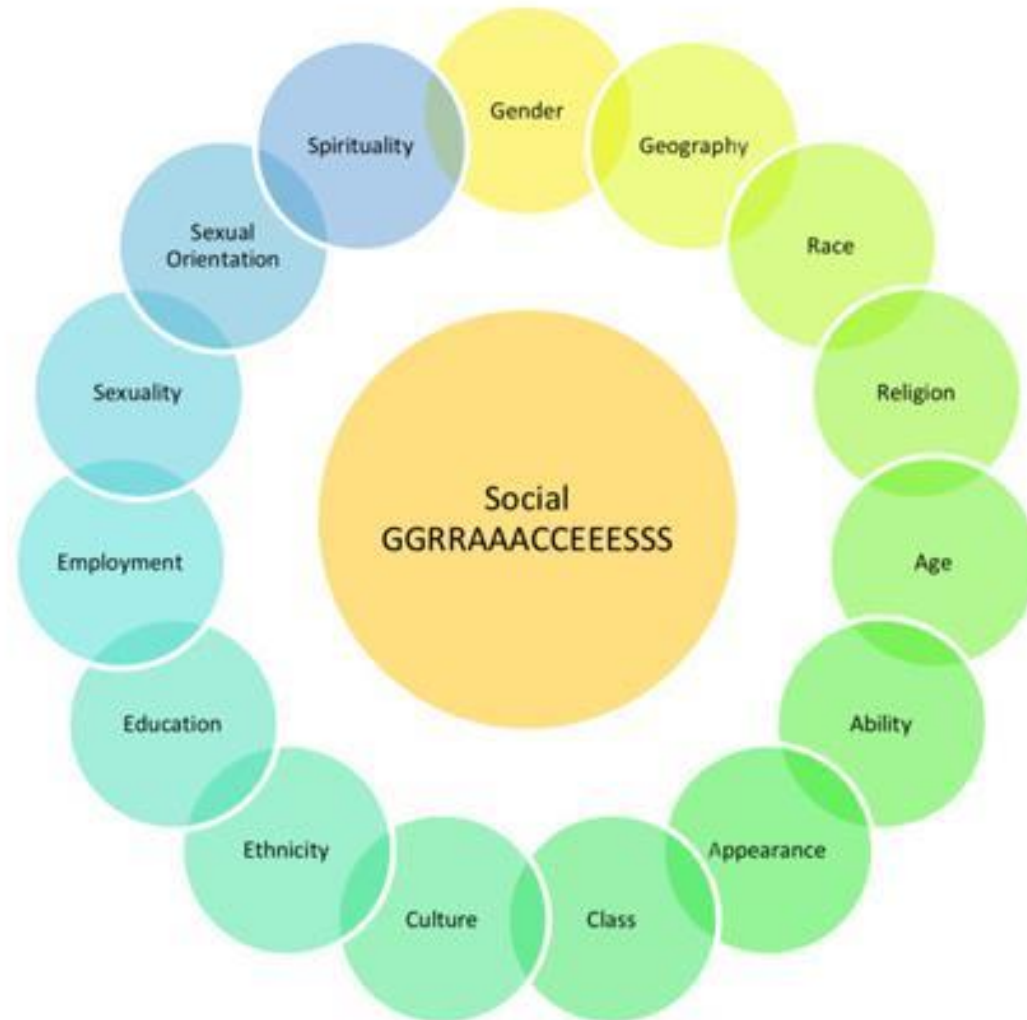 Gender
Geography
Race
Religion
Age
Ability
Appearance
Class
Culture
Ethnicity
Education
Employment
Sexuality
Sexual
Orientation
Spirituality
Social
GGRRAAACCEEESSS